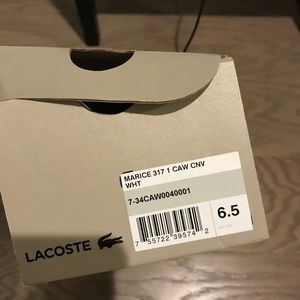 MARICE 317 1 CAW CNV
WHT
7-34CAW0040001
7 55722 39574 2
6.5
LACOSTE